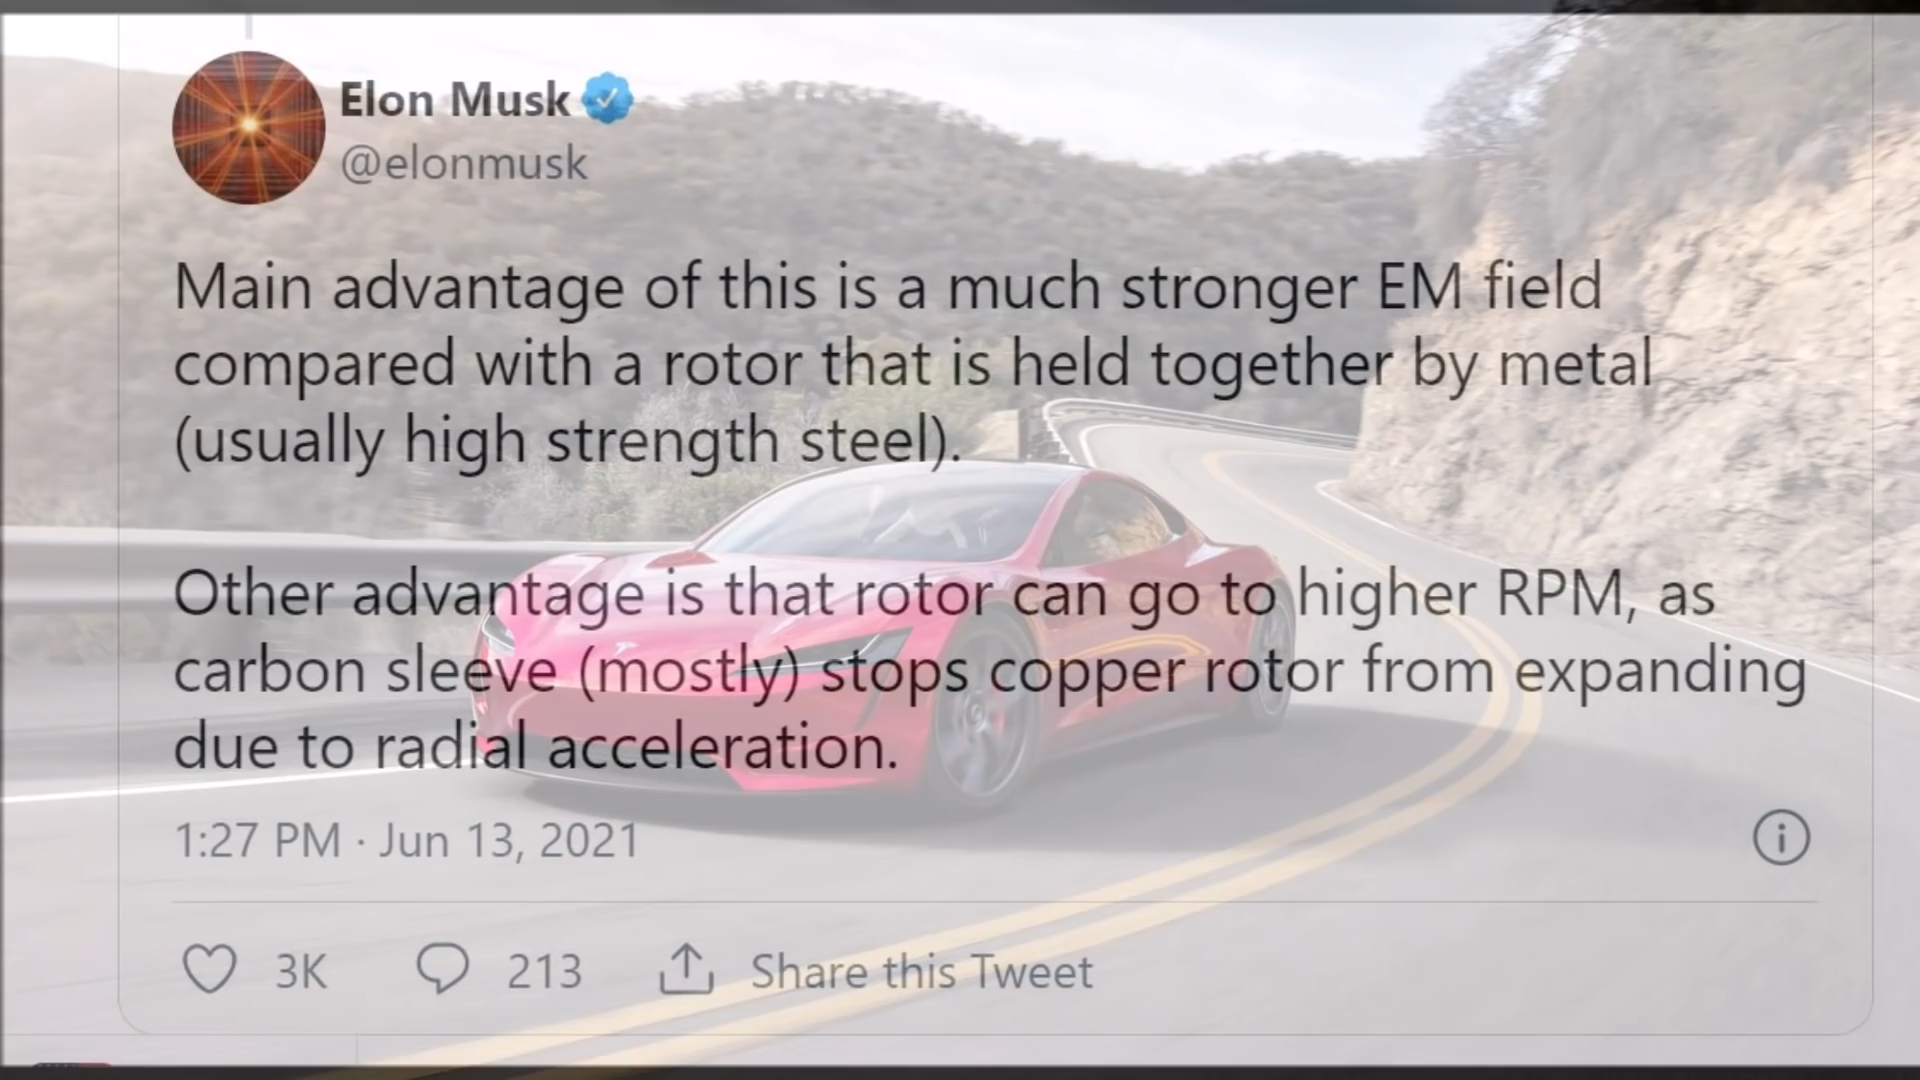 Elon Musk
@elonmusk
Main advantage of this is a much stronger EM field
compared with a rotor that is held together by metal
(usually high strength steel).
Other advantage is that rotor can go to higher RPM, as
carbon sleeve (mostly) stops copper rotor from expanding
due to radial acceleration.
1:27 PM · Jun 13, 2021
3K 213 Share this Tweet